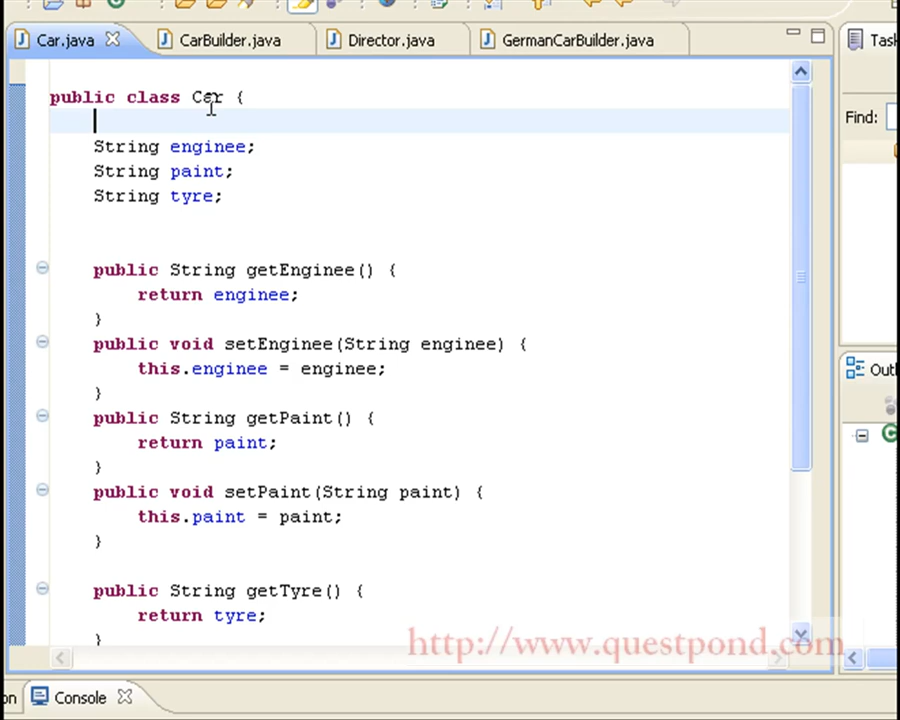 Car.java CarBuilder.java Director.java GermanCarBuilder.java
Find:
public class Car {
String enginee;
String paint;
String tyre;
public String getEnginee() {
return enginee;
}
public void setEnginee(String enginee) {
this.enginee = enginee;
}
public String getPaint() {
return paint;
}
public void setPaint(String paint) {
this.paint = paint;
}
public String getTyre() {
return tyre;
}
http://www.questpond.com
Console